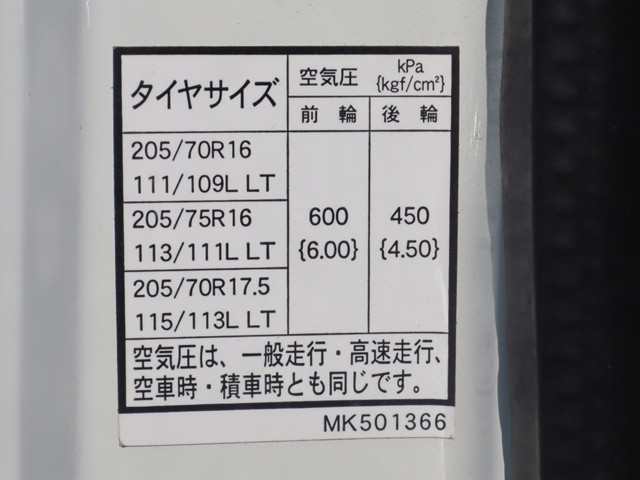 タイヤサイズ
空気圧 kPa
{kgf/cm²}
前輪 後輪
205/70R16
111/109L LT
205/75R16
113/111L LT
205/70R17.5
115/113L LT
600 450
{6.00} {4.50}
空気圧は、一般走行・高速走行、
空車時・積車時とも同じです。
MK501366